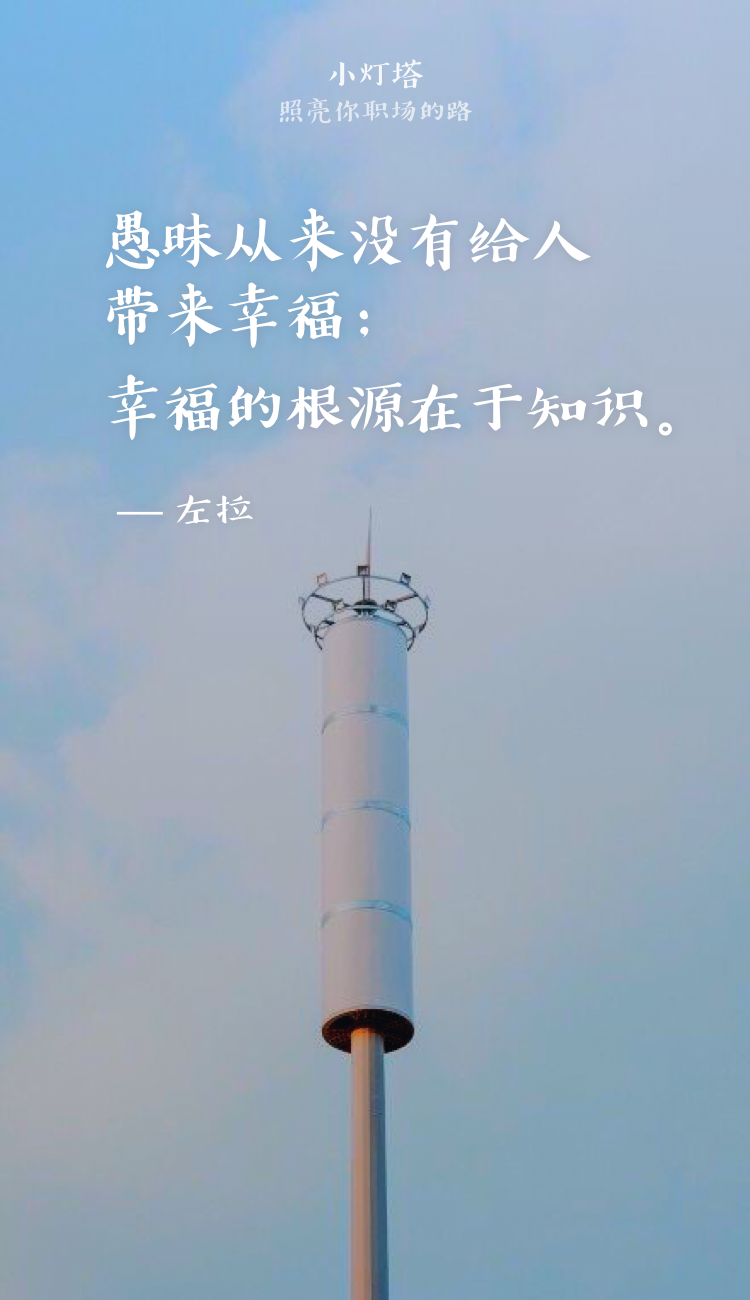 小灯塔
照亮你职场的路
愚昧从来没有给人
带来幸福；
幸福的根源在于知识。
— 左拉